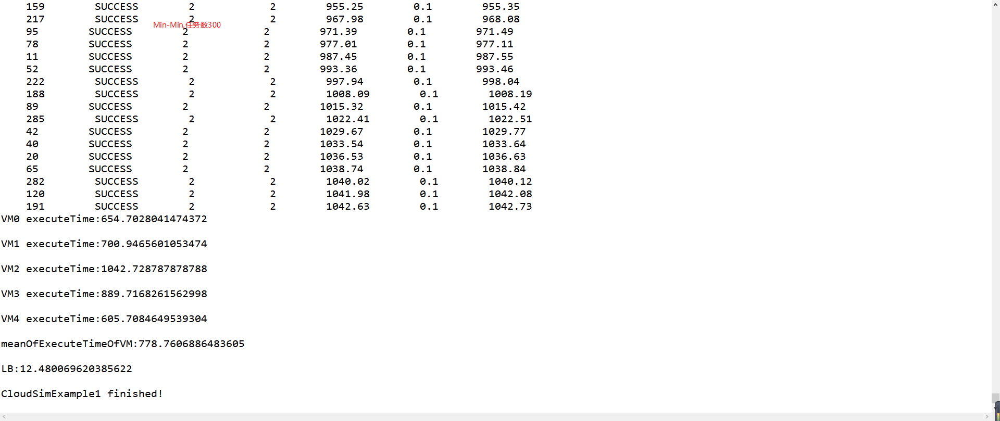 159 SUCCESS 2 2 955.25 0.1 955.35
217 SUCCESS 2 2 967.98 0.1 968.08
Min-Min,任务数300
95 SUCCESS 2 2 971.39 0.1 971.49
78 SUCCESS 2 2 977.01 0.1 977.11
11 SUCCESS 2 2 987.45 0.1 987.55
52 SUCCESS 2 2 993.36 0.1 993.46
222 SUCCESS 2 2 997.94 0.1 998.04
188 SUCCESS 2 2 1008.09 0.1 1008.19
89 SUCCESS 2 2 1015.32 0.1 1015.42
285 SUCCESS 2 2 1022.41 0.1 1022.51
42 SUCCESS 2 2 1029.67 0.1 1029.77
40 SUCCESS 2 2 1033.54 0.1 1033.64
20 SUCCESS 2 2 1036.53 0.1 1036.63
65 SUCCESS 2 2 1038.74 0.1 1038.84
282 SUCCESS 2 2 1040.02 0.1 1040.12
120 SUCCESS 2 2 1041.98 0.1 1042.08
191 SUCCESS 2 2 1042.63 0.1 1042.73
VM0 executeTime:654.7028041474372
VM1 executeTime:700.9465601053474
VM2 executeTime:1042.728787878788
VM3 executeTime:889.7168261562998
VM4 executeTime:605.7084649539304
meanOfExecuteTimeOfVM:778.7606886483605
LB:12.480069620385622
CloudSimExample1 finished!